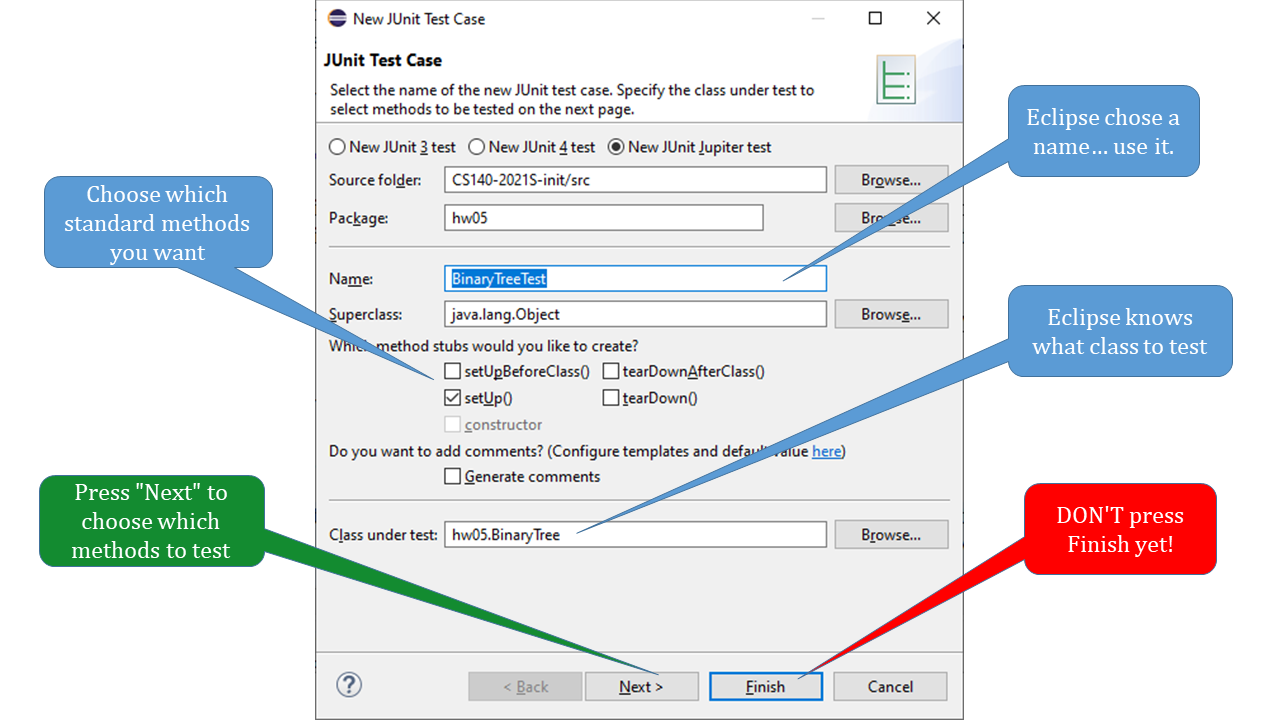 New JUnit Test Case
JUnit Test Case
Select the name of the new JUnit test case. Specify the class under test to
select methods to be tested on the next page.
New JUnit 3 test New JUnit 4 test New JUnit Jupiter test
Source folder: CS140-2021S-init/src Browse...
Package: hw05 Browse...
Name: BinaryTreeTest
Superclass: java.lang.Object Browse...
Which method stubs would you like to create?
setUpBeforeClass() tearDownAfterClass()
setUp() tearDown()
constructor
Do you want to add comments? (Configure templates and default value here)
Generate comments
Class under test: hw05.BinaryTree Browse...
< Back Next > Finish Cancel
Eclipse chose a
name... use it.
Choose which
standard methods
you want
Eclipse knows
what class to test
Press "Next" to
choose which
methods to test
DON'T press
Finish yet!